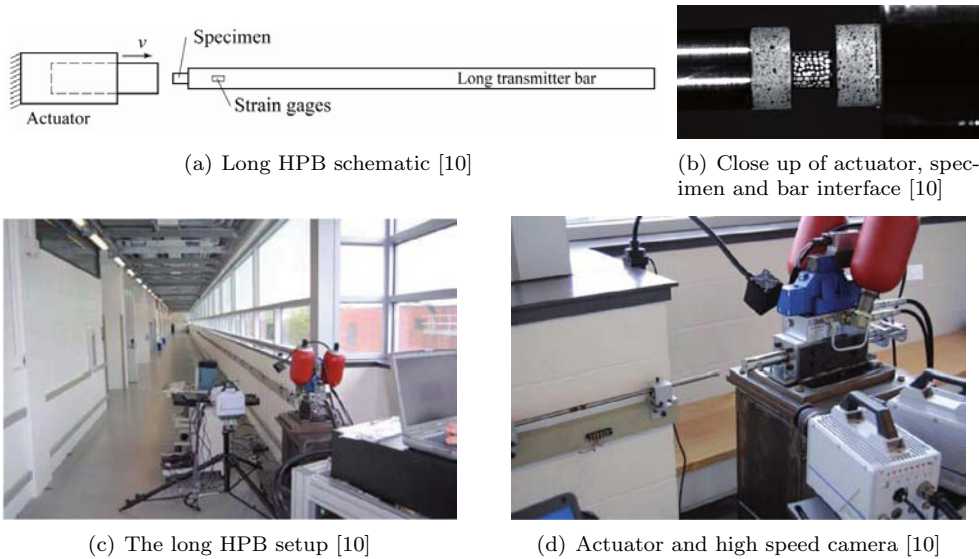 v
Specimen
Long transmitter bar
Strain gages
Actuator
(a) Long HPB schematic [10]
(b) Close up of actuator, spec-
imen and bar interface [10]
(c) The long HPB setup [10]
(d) Actuator and high speed camera [10]